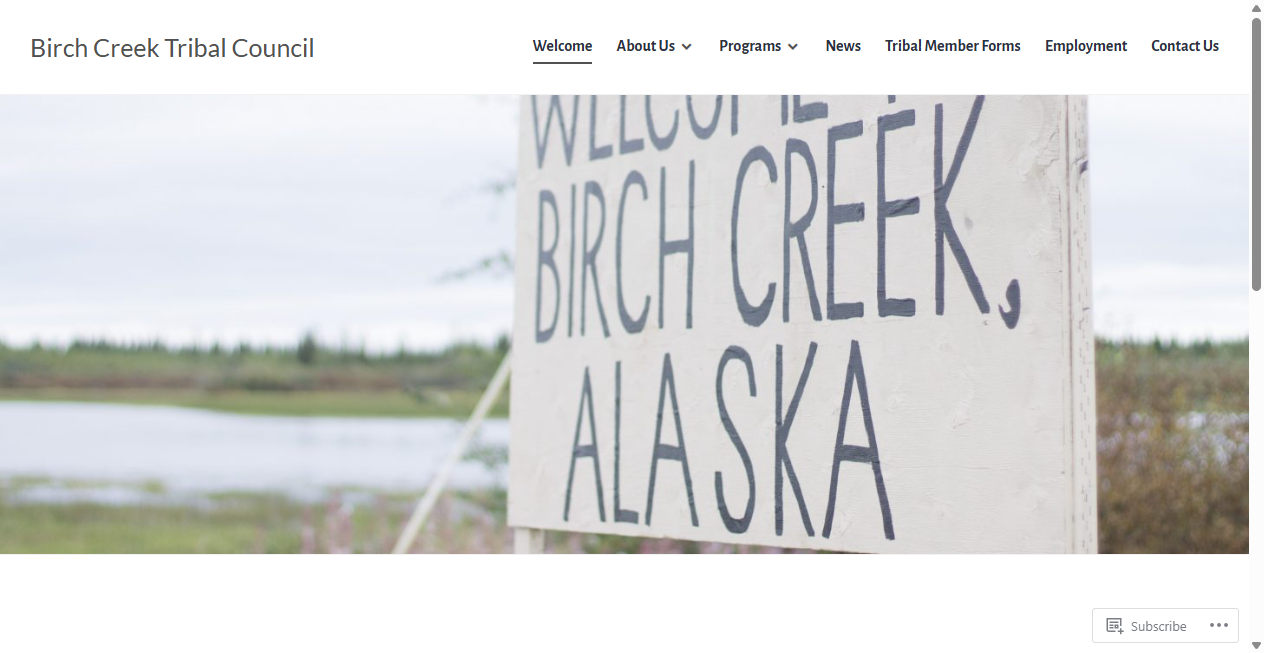 Birch Creek Tribal Council
Welcome About Us Programs News Tribal Member Forms Employment Contact Us
WELCOME
BIRCH CREEK,
ALASKA
Subscribe